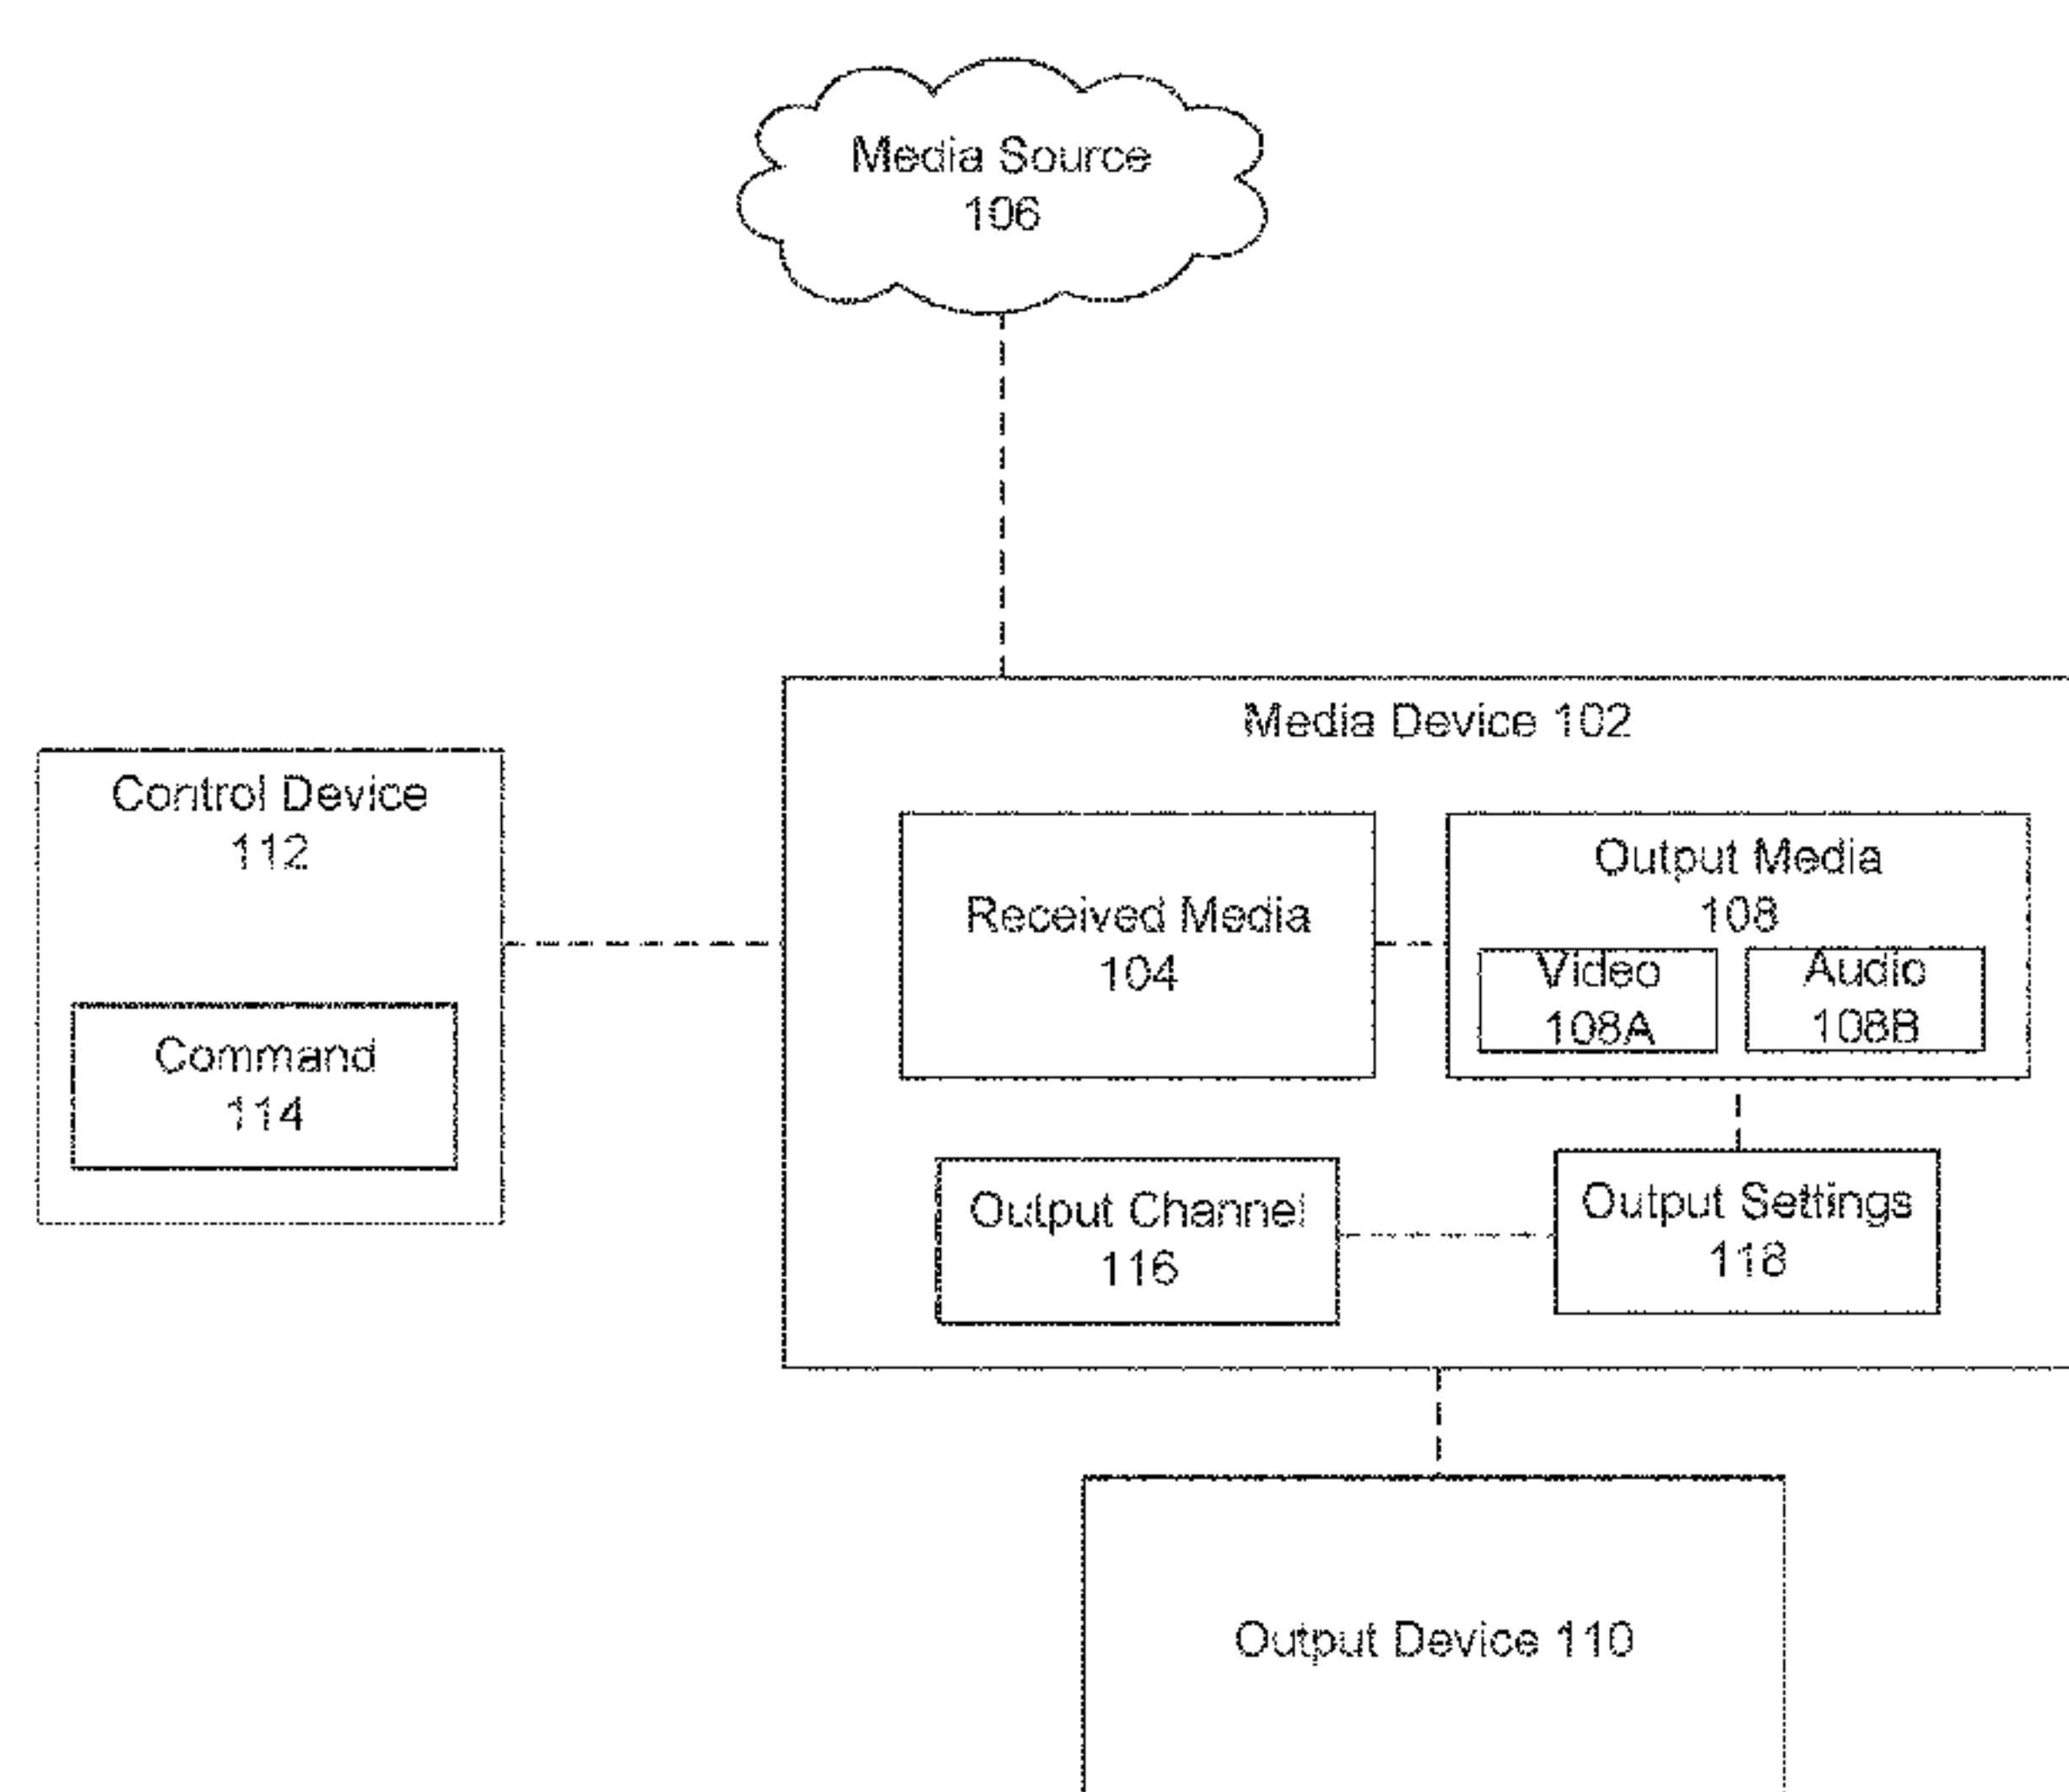 Media Source
106
Media Device 102
Control Device
112
Command
114
Received Media
104
Output Media
108
Video
108A
Audio
108B
Output Channel
116
Output Settings
118
Output Device 110